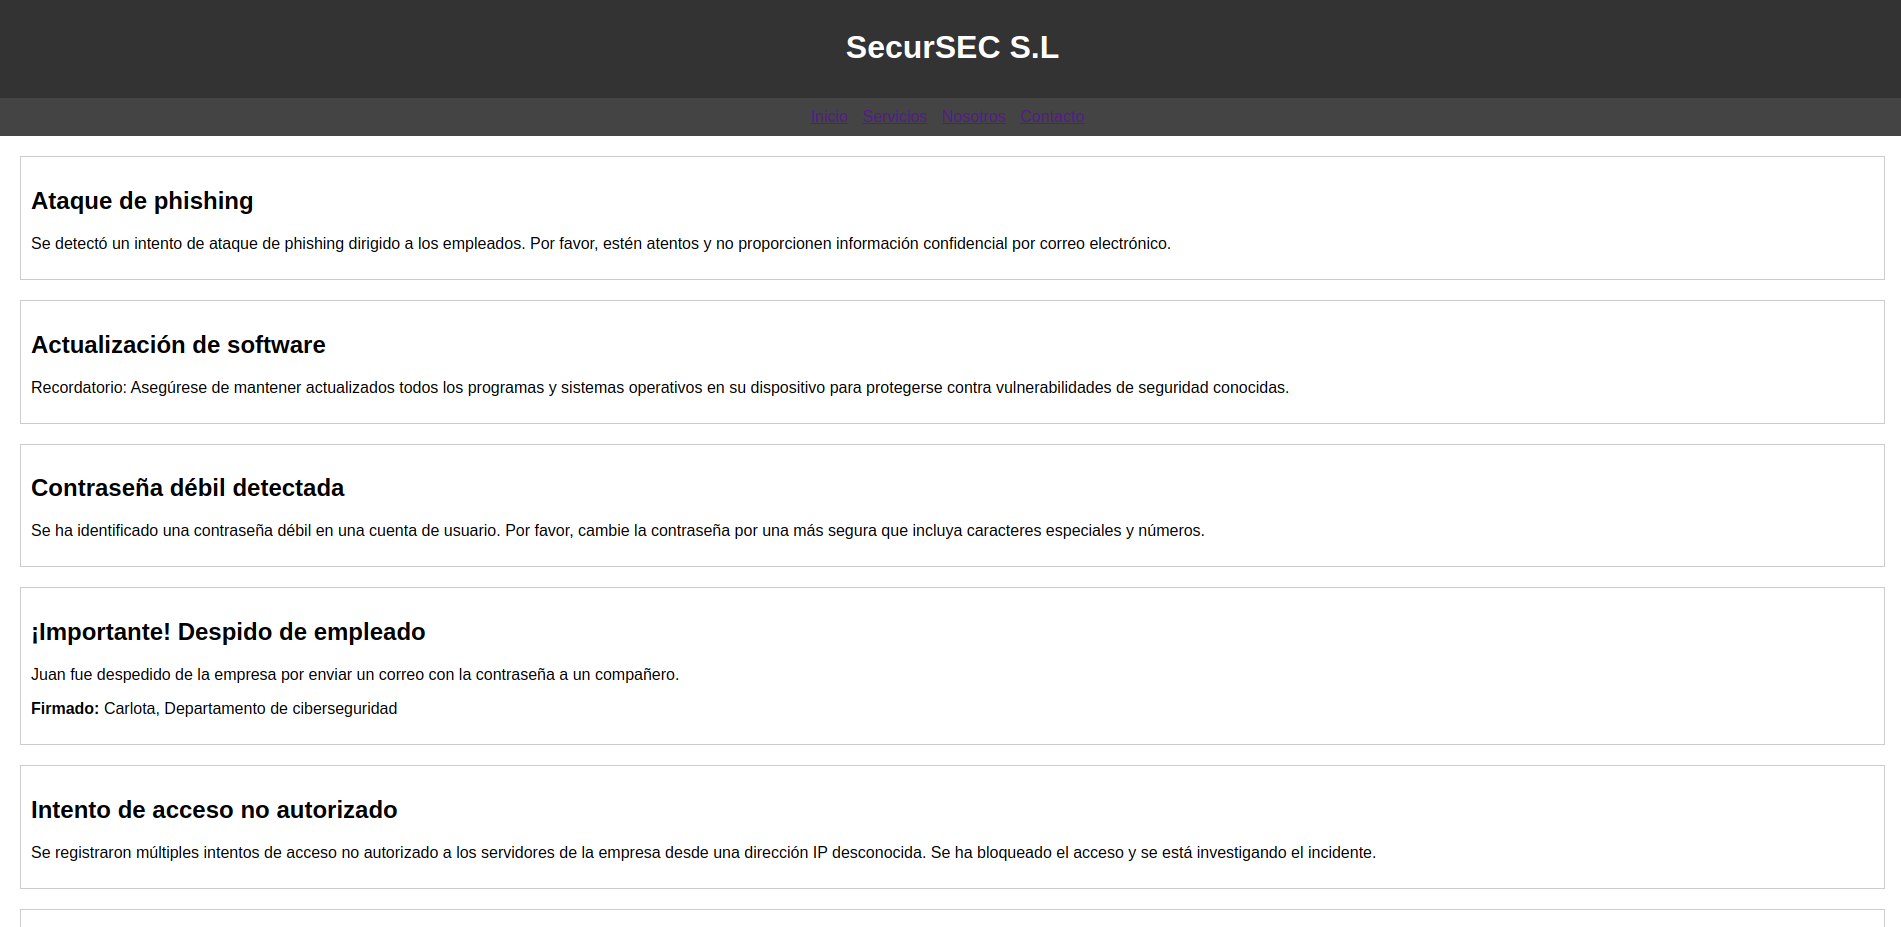 SecurSEC S.L
Inicio Servicios Nosotros Contacto
Ataque de phishing
Se detectó un intento de ataque de phishing dirigido a los empleados. Por favor, estén atentos y no proporcionen información confidencial por correo electrónico.
Actualización de software
Recordatorio: Asegúrese de mantener actualizados todos los programas y sistemas operativos en su dispositivo para protegerse contra vulnerabilidades de seguridad conocidas.
Contraseña débil detectada
Se ha identificado una contraseña débil en una cuenta de usuario. Por favor, cambie la contraseña por una más segura que incluya caracteres especiales y números.
¡Importante! Despido de empleado
Juan fue despedido de la empresa por enviar un correo con la contraseña a un compañero.
Firmado: Carlota, Departamento de ciberseguridad
Intento de acceso no autorizado
Se registraron múltiples intentos de acceso no autorizado a los servidores de la empresa desde una dirección IP desconocida. Se ha bloqueado el acceso y se está investigando el incidente.